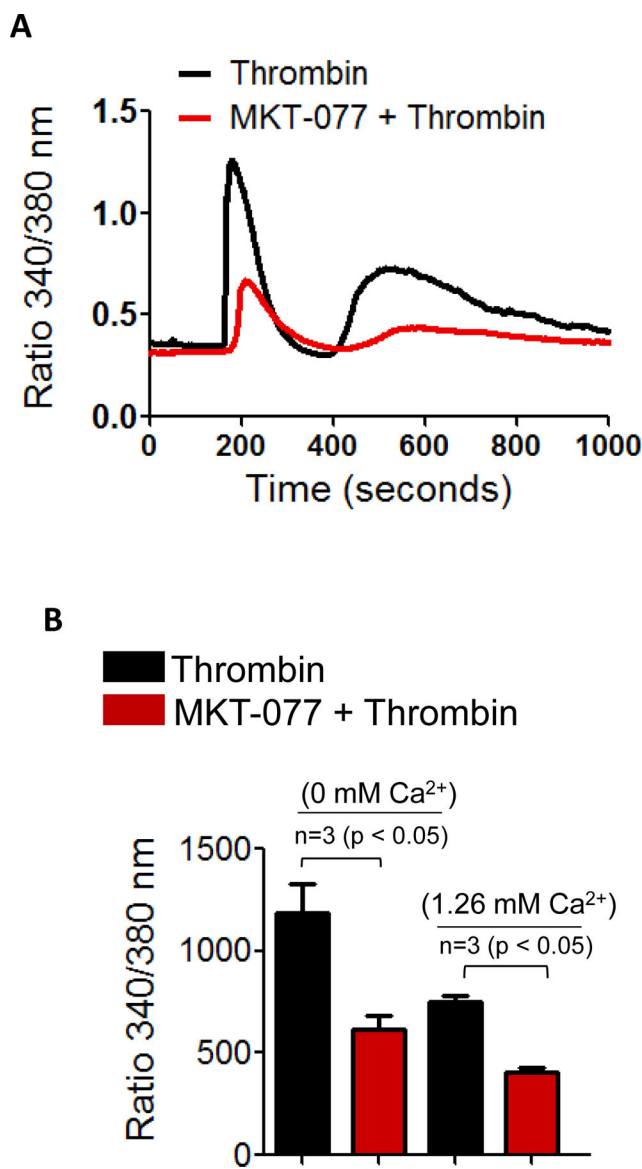 A
Thrombin
MKT-077 + Thrombin
Ratio 340/380 nm
1.5
1.0
0.5
0.0
0 200 400 600 800 1000
Time (seconds)
B
Thrombin
MKT-077 + Thrombin
(0 mM Ca²⁺)
n=3 (p < 0.05)
(1.26 mM Ca²⁺)
n=3 (p < 0.05)
Ratio 340/380 nm
1500
1000
500
0